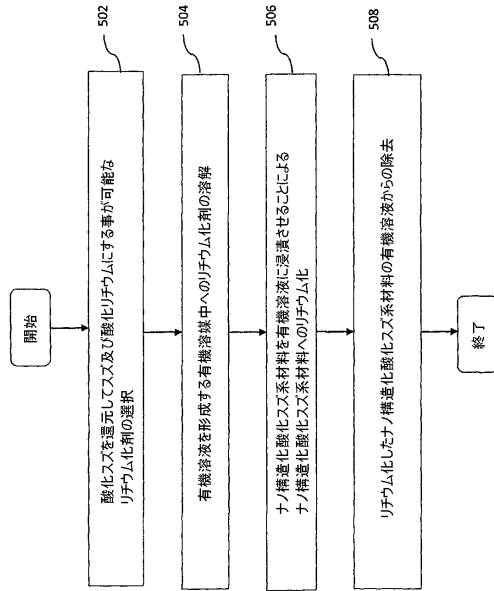 開始
酸化スズを還元してスズ及び酸化リチウムにする事が可能な
リチウム化剤の選択
502
有機溶液を形成する有機溶媒中へのリチウム化剤の溶解
504
ナノ構造化酸化スズ系材料を有機溶液に浸漬させることによる
ナノ構造化酸化スズ系材料へのリチウム化
506
リチウム化したナノ構造化酸化スズ系材料の有機溶液からの除去
508
終了